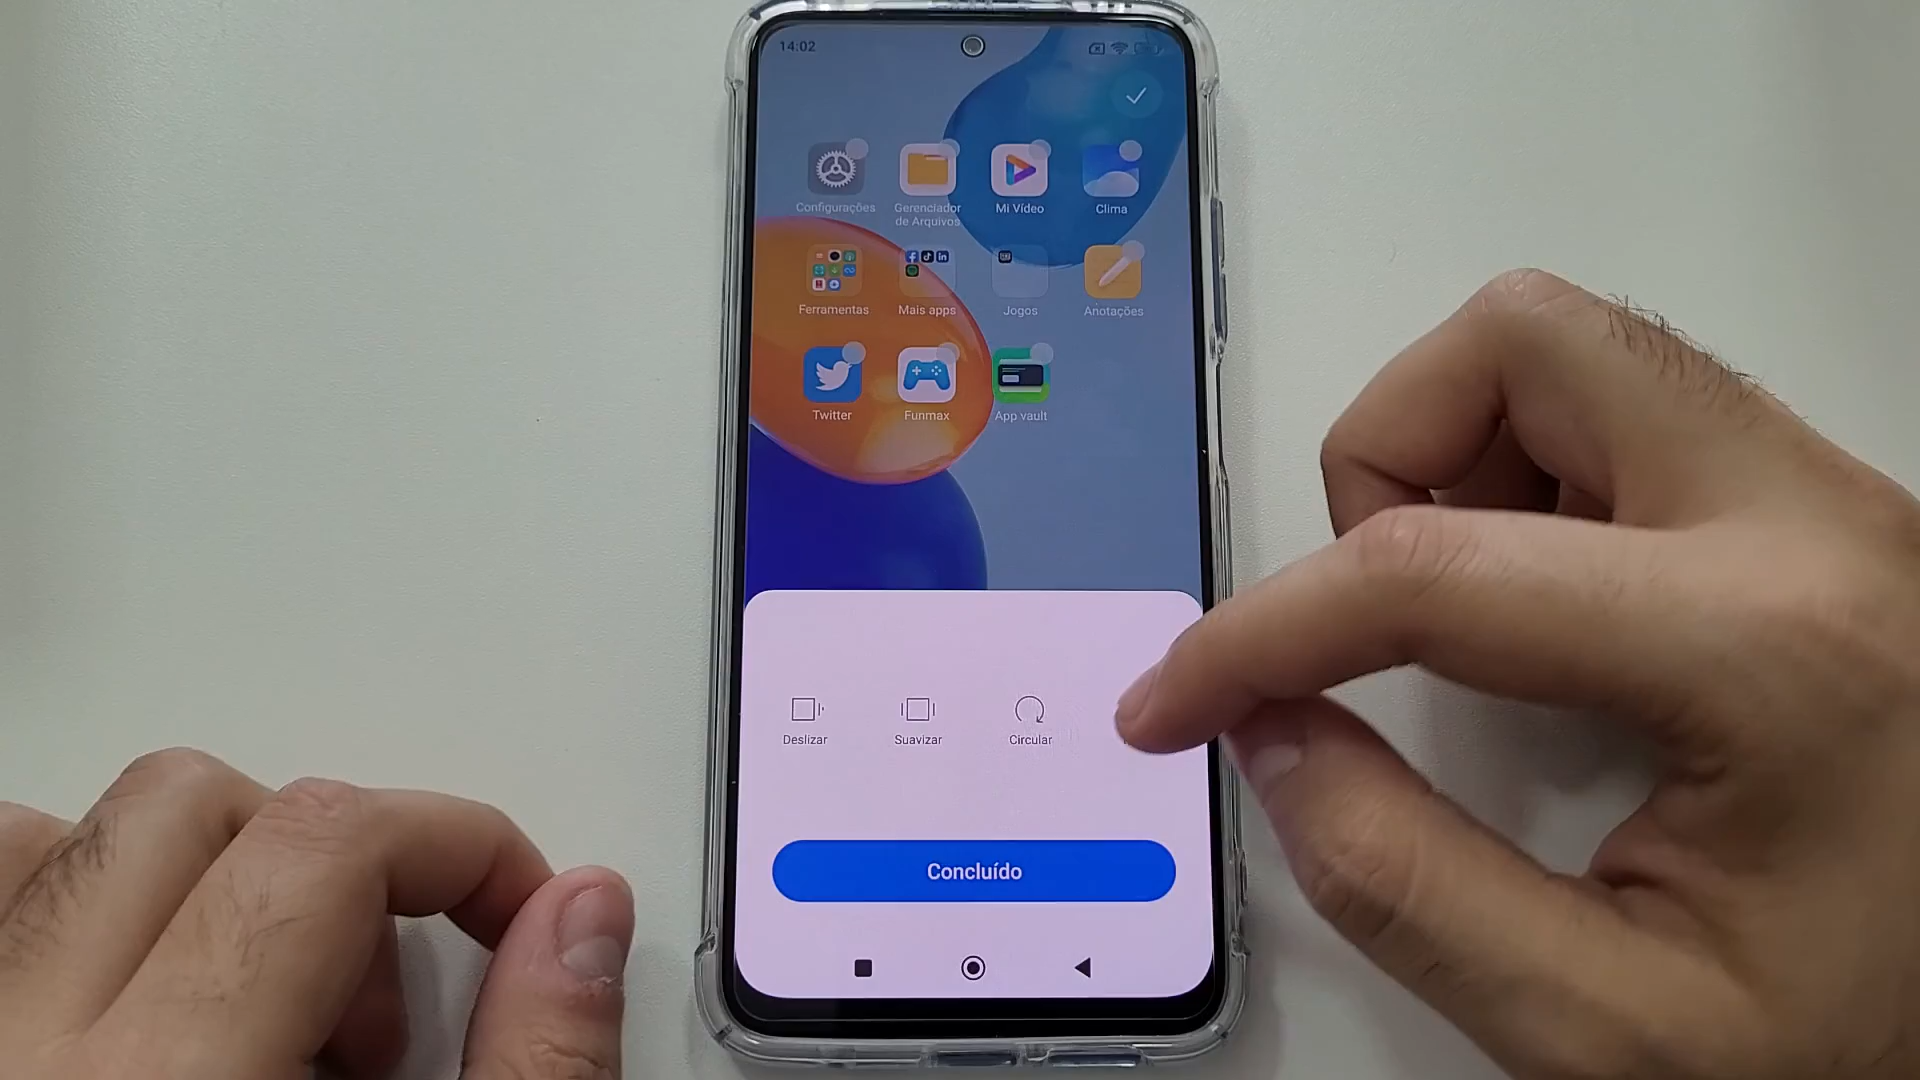 14:02
Configurações
Gerenciador
de Arquivos
Mi Vídeo
Clima
Ferramentas
Mais apps
Jogos
Anotações
Twitter
Funmax
App vault
Deslizar
Suavizar
Circular
Concluído